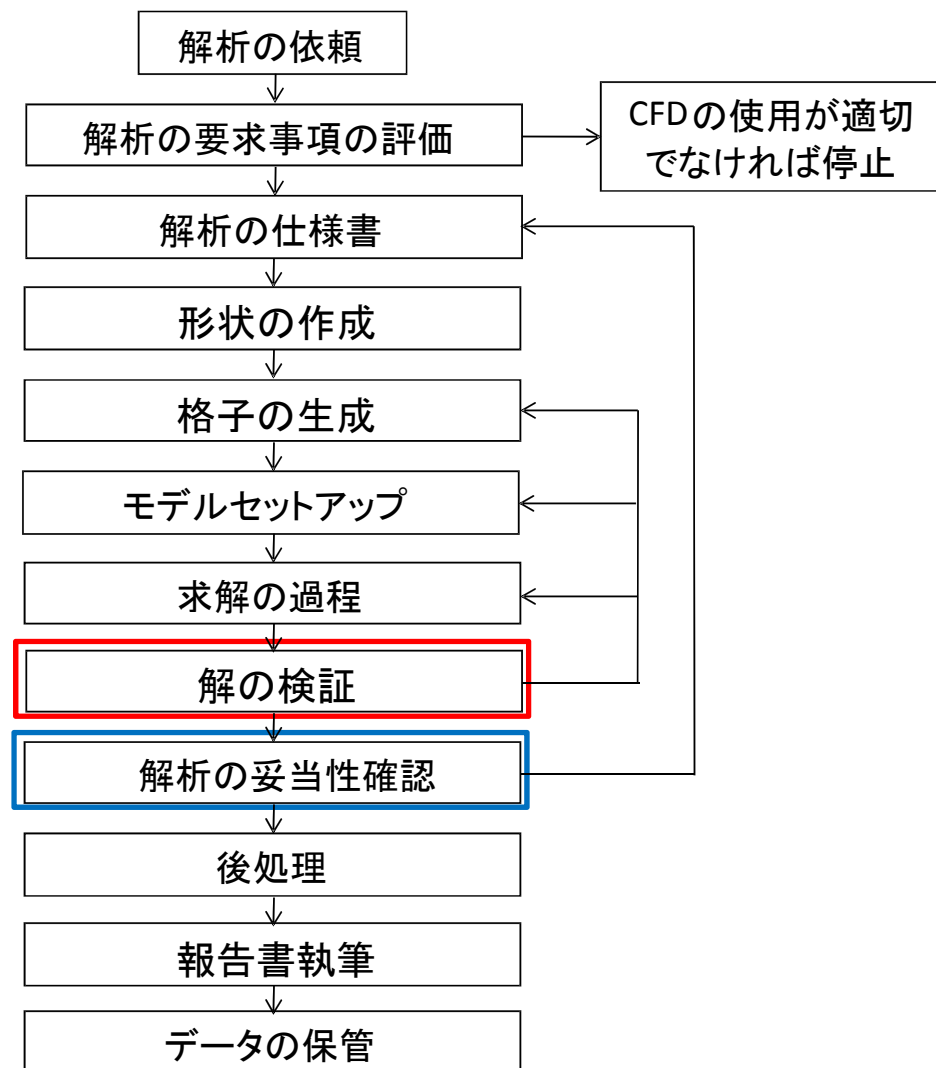 解析の依頼
解析の要求事項の評価
CFDの使用が適切
でなければ停止
解析の仕様書
形状の作成
格子の生成
モデルセットアップ
求解の過程
解の検証
解析の妥当性確認
後処理
報告書執筆
データの保管